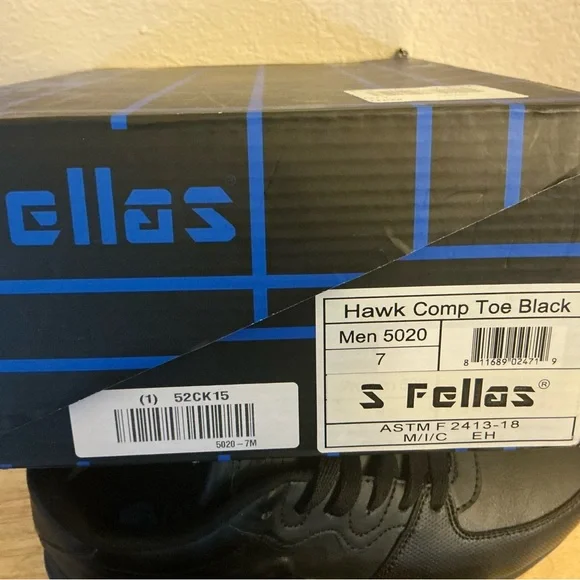 ellas®
Hawk Comp Toe Black
Men 5020
7
8 11689 02471 9
S Fellas®
ASTM F 2413-18
M/I/C EH
(1) 52CK15
5020-7M